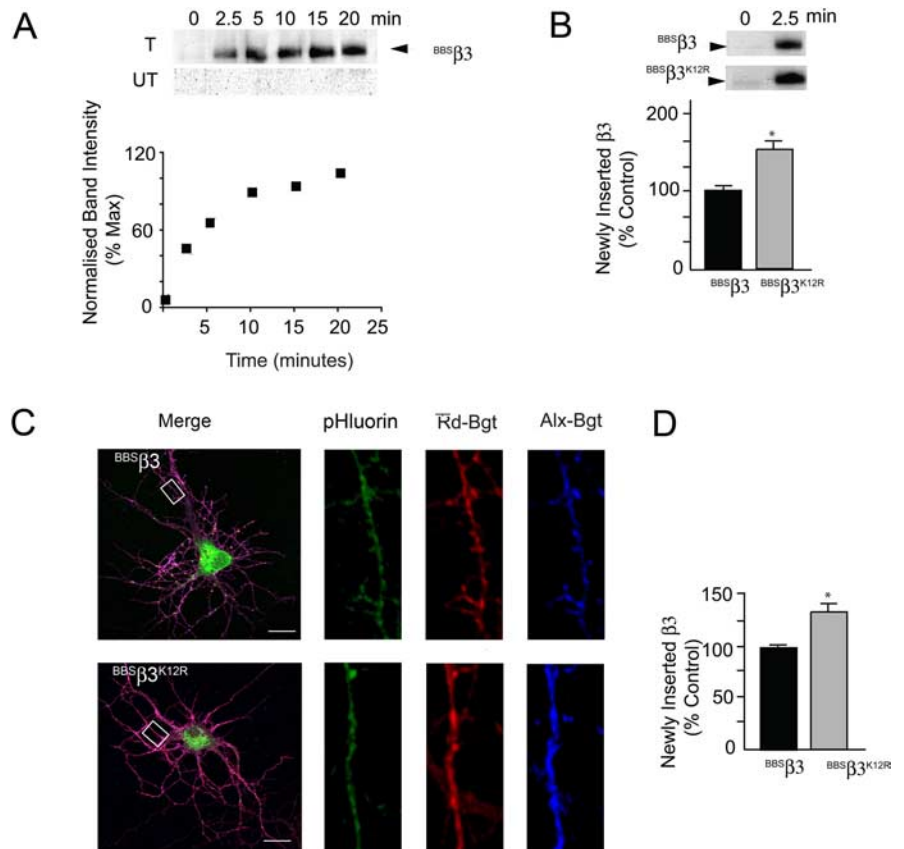 A
0 2.5 5 10 15 20 min
T
BBSβ3
UT
Normalised Band Intensity
(% Max)
120
60
0
5 10 15 20 25
Time (minutes)
B
0 2.5 min
BBSβ3
BBSβ3K12R
Newly Inserted β3
(% Control)
200
100
0
*
BBSβ3 BBSβ3K12R
C
Merge pHluorin Rd-Bgt Alx-Bgt
BBSβ3
BBSβ3K12R
D
Newly Inserted β3
(% Control)
150
100
50
0
*
BBSβ3 BBSβ3K12R